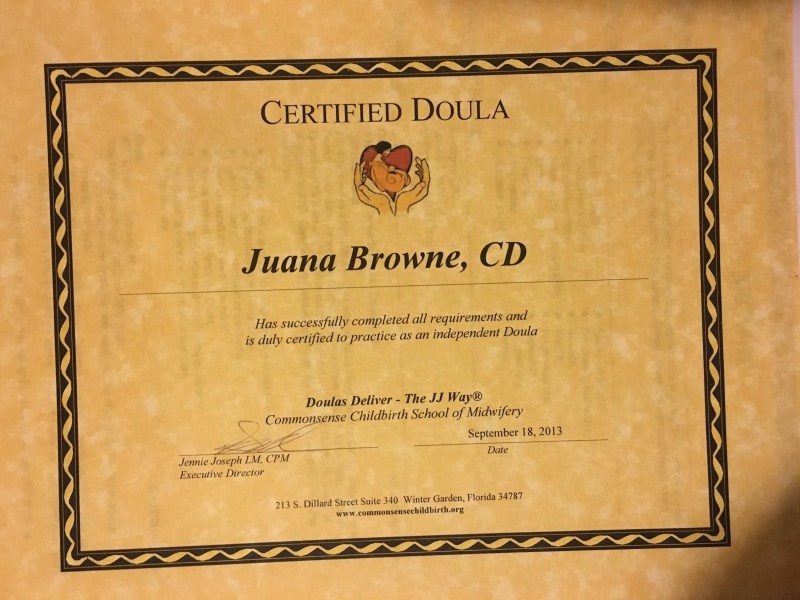 CERTIFIED DOULA
Juana Browne, CD
Has successfully completed all requirements and
is duly certified to practice as an independent Doula
Doulas Deliver - The JJ Way®
Commonsense Childbirth School of Midwifery
September 18, 2013
Jennie Joseph LM, CPM
Date
Executive Director
213 S. Dillard Street Suite 340 Winter Garden, Florida 34787
www.commonsensechildbirth.org